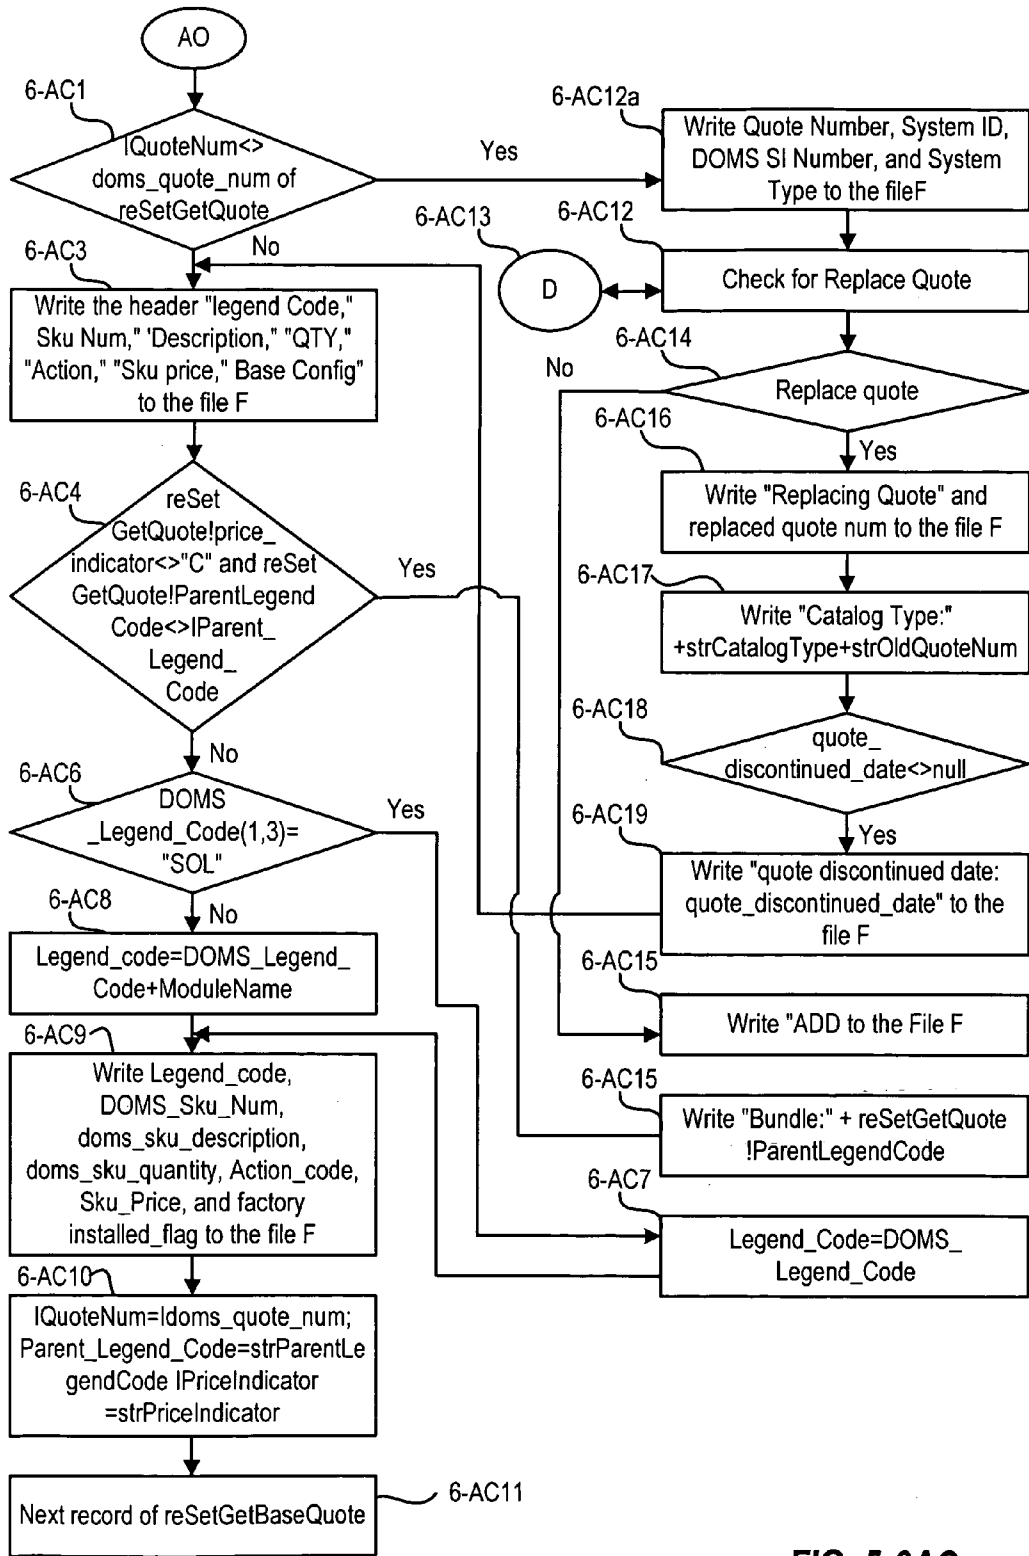 AO
6-AC1
IQuoteNum<>
doms_quote_num of
reSetGetQuote
Yes
No
6-AC12a
Write Quote Number, System ID,
DOMS SI Number, and System
Type to the fileF
6-AC13
D
6-AC12
Check for Replace Quote
6-AC3
Write the header "legend Code,"
Sku Num," 'Description," "QTY,"
"Action," "Sku price," Base Config"
to the file F
6-AC14
No
Replace quote
Yes
6-AC16
Write "Replacing Quote" and
replaced quote num to the file F
6-AC4
reSet
GetQuote!price_
indicator<>"C" and reSet
GetQuote!ParentLegend
Code<>IParent_
Legend_
Code
Yes
No
6-AC17
Write "Catalog Type:"
+strCatalogType+strOldQuoteNum
6-AC18
quote_
discontinued_date<>null
Yes
6-AC6
DOMS
_Legend_Code(1,3)=
"SOL"
Yes
No
6-AC19
Write "quote discontinued date:
quote_discontinued_date" to the
file F
6-AC8
Legend_code=DOMS_Legend_
Code+ModuleName
6-AC15
Write "ADD to the File F
6-AC9
Write Legend_code,
DOMS_Sku_Num,
doms_sku_description,
doms_sku_quantity, Action_code,
Sku_Price, and factory
installed_flag to the file F
6-AC15
Write "Bundle:" + reSetGetQuote
!ParentLegendCode
6-AC7
Legend_Code=DOMS_
Legend_Code
6-AC10
IQuoteNum=Idoms_quote_num;
Parent_Legend_Code=strParentLe
gendCode IPriceIndicator
=strPriceIndicator
Next record of reSetGetBaseQuote
6-AC11